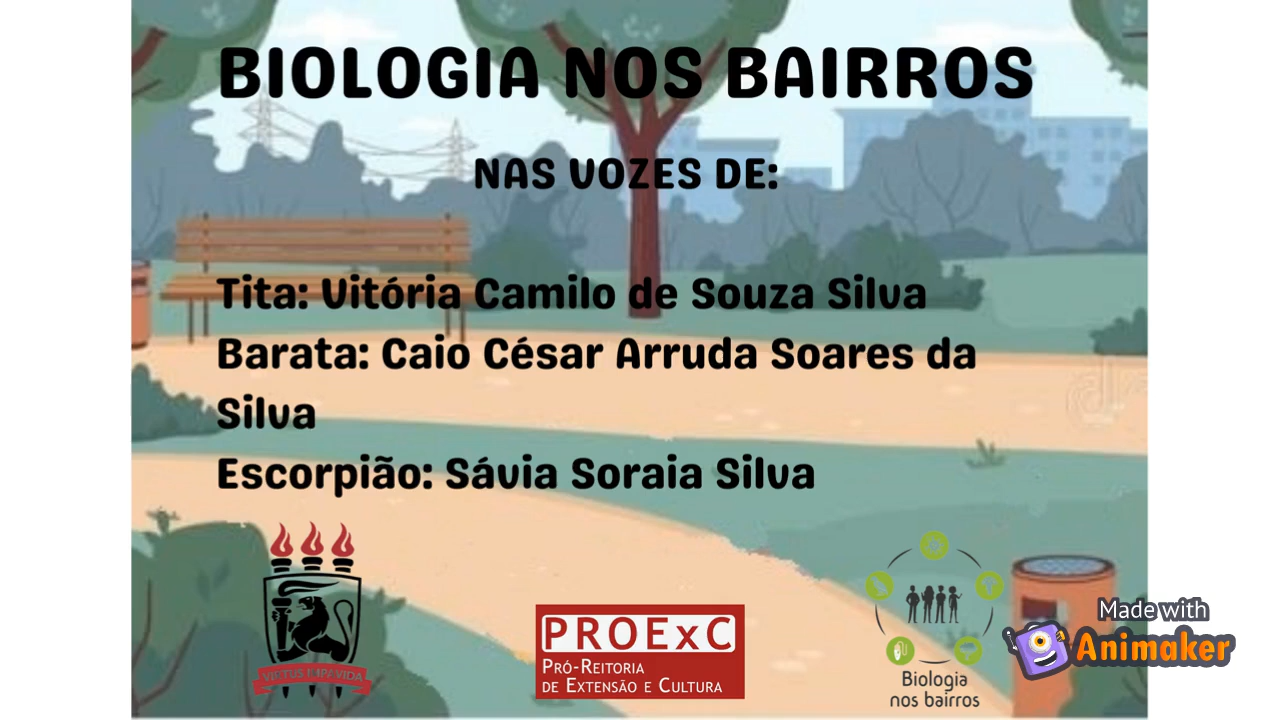 BIOLOGIA NOS BAIRROS
NAS VOZES DE:
Tita: Vitória Camilo de Souza Silva
Barata: Caio César Arruda Soares da
Silva
Escorpião: Sávia Soraia Silva
VIRTUS IMPAVIDA
PROExC
PRÓ-REITORIA
DE EXTENSÃO E CULTURA
Biologia
nos bairros
Made with
Animaker